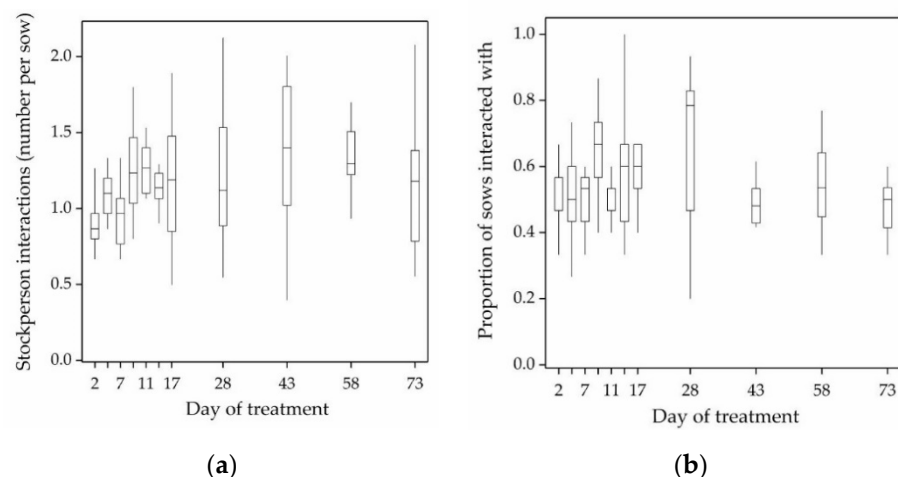 Stockperson interactions (number per sow)
2.0
1.5
1.0
0.5
0.0
2 7 11 17 28 43 58 73
Day of treatment
(a)
Proportion of sows interacted with
1.0
0.8
0.6
0.4
0.2
0.0
2 7 11 17 28 43 58 73
Day of treatment
(b)